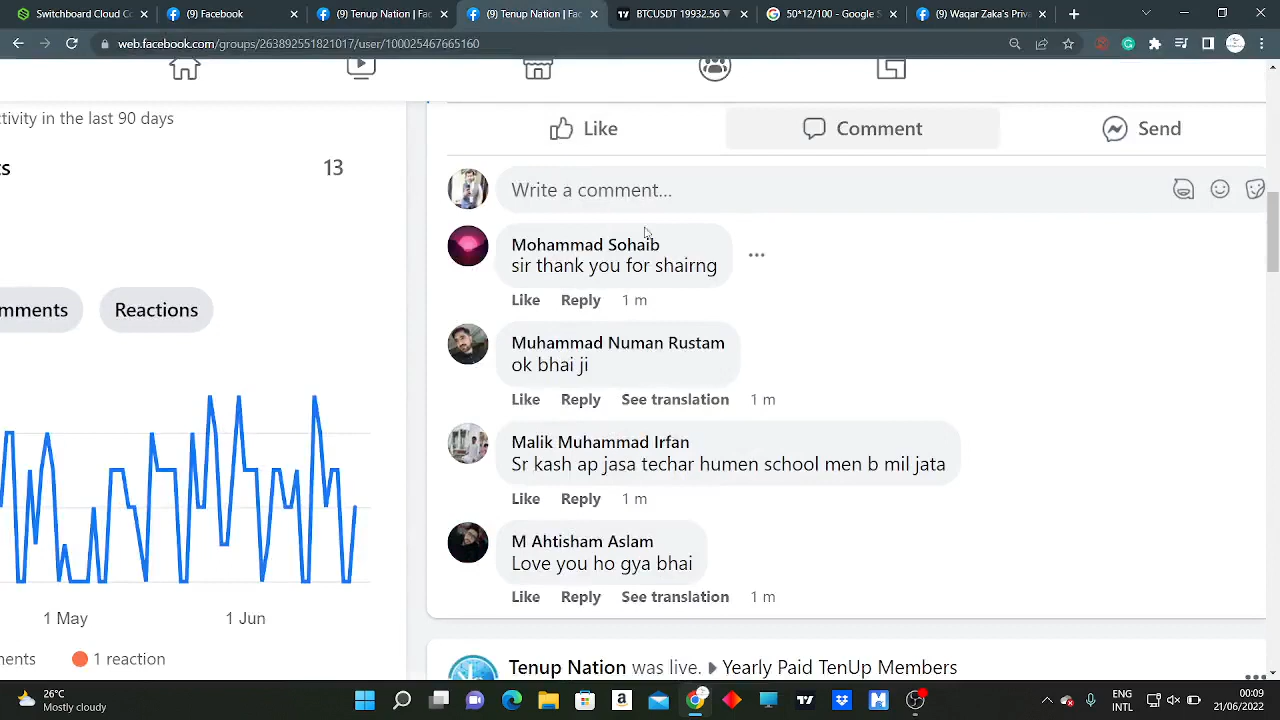 Switchboard Cloud Co
(9) Facebook
(9) Tenup Nation | Fac
(9) Tenup Nation | Fac
BTCUSDT 19932.56 ▼
50*12/100 - Google S
(9) Waqar Zaka's Priva
web.facebook.com/groups/263892551821017/user/100025467665160
tivity in the last 90 days
ts
13
mments
Reactions
1 May
1 Jun
nents
1 reaction
Like
Comment
Send
Write a comment...
Mohammad Sohaib
sir thank you for shairng
Like Reply 1 m
Muhammad Numan Rustam
ok bhai ji
Like Reply See translation 1 m
Malik Muhammad Irfan
Sr kash ap jasa techar humen school men b mil jata
Like Reply 1 m
M Ahtisham Aslam
Love you ho gya bhai
Like Reply See translation 1 m
Tenup Nation was live. Yearly Paid TenUp Members
26°C
Mostly cloudy
ENG
INTL
00:09
21/06/2022